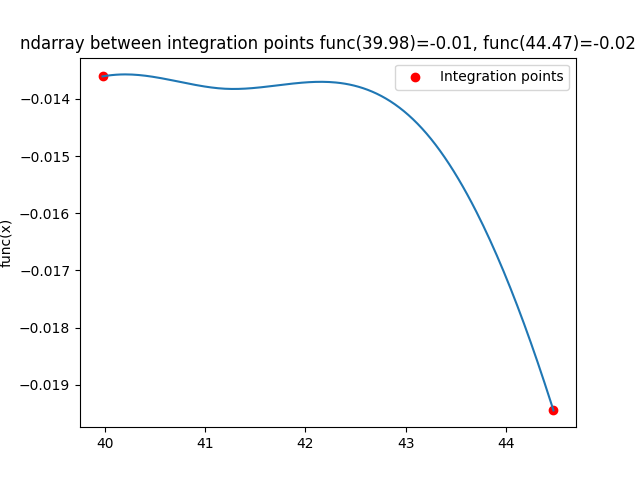 ndarray between integration points func(39.98)=-0.01, func(44.47)=-0.02
Integration points
−0.014
−0.015
−0.016
−0.017
−0.018
−0.019
func(x)
40 41 42 43 44